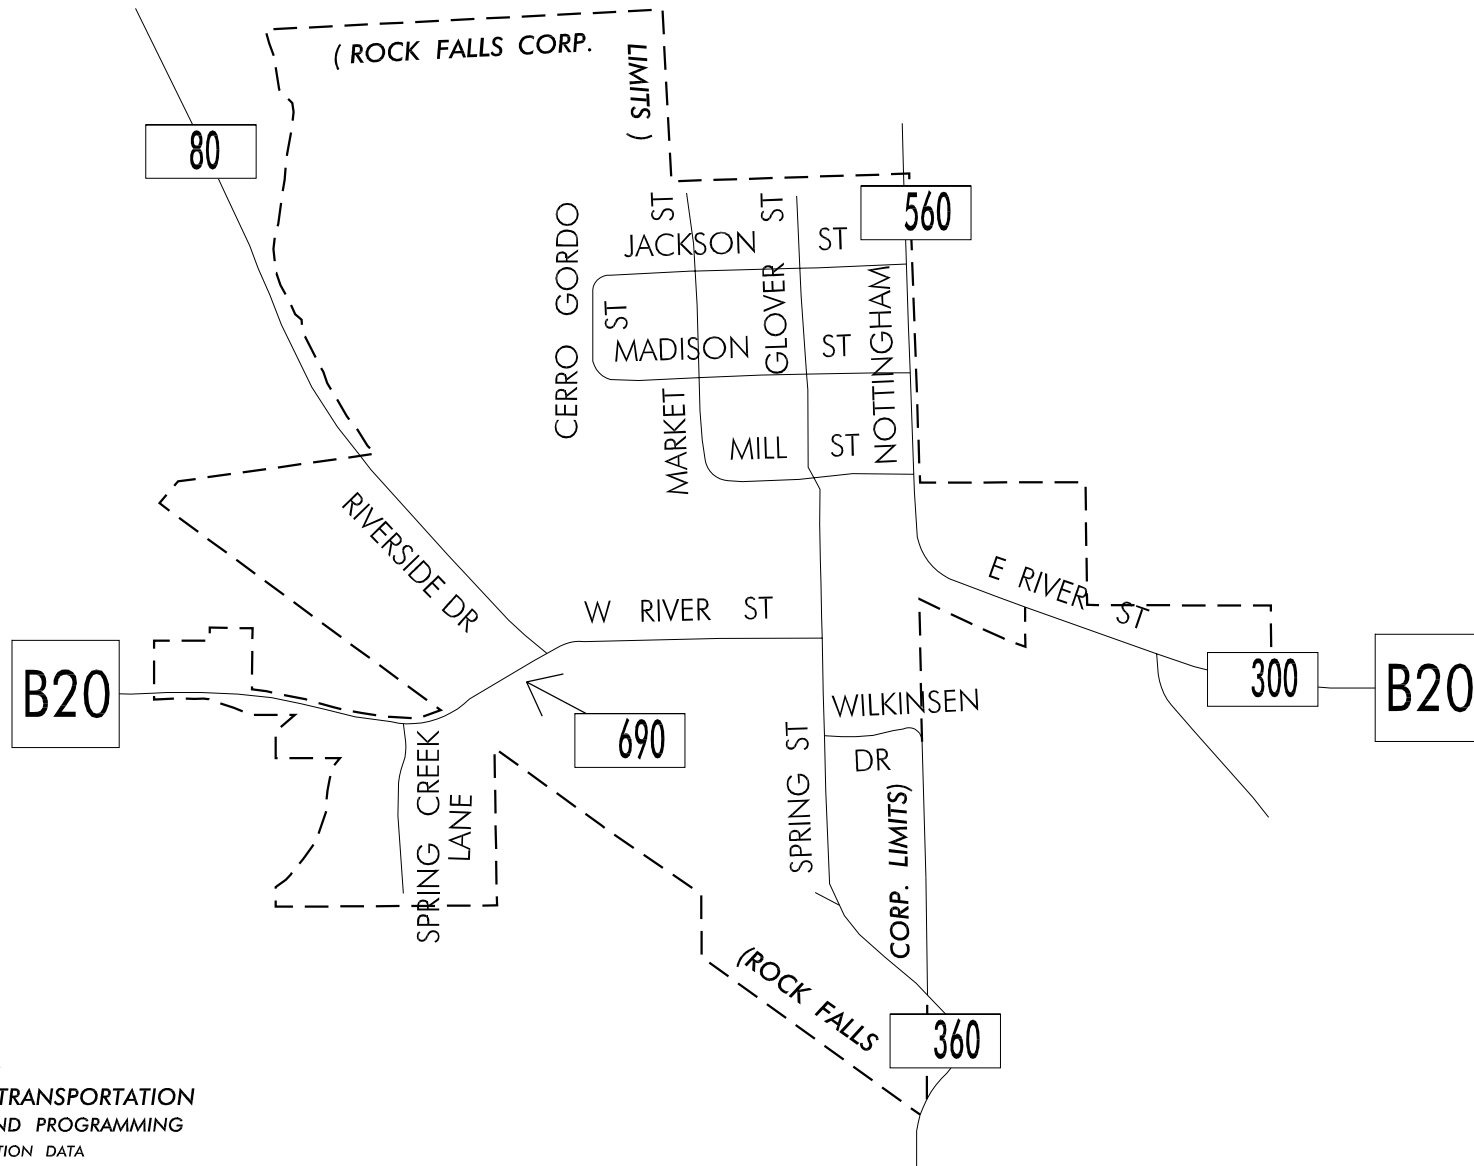 ( ROCK FALLS CORP.
LIMITS )
80
560
ST
ST
JACKSON ST
CERRO GORDO
ST
GLOVER
NOTTINGHAM
MADISON ST
MARKET
MILL ST
RIVERSIDE DR
E RIVER ST
W RIVER ST
B20
300
B20
690
WILKINSEN
DR
SPRING ST
SPRING CREEK
LANE
CORP. LIMITS)
(ROCK FALLS
360
TRANSPORTATION
ND PROGRAMMING
TION DATA